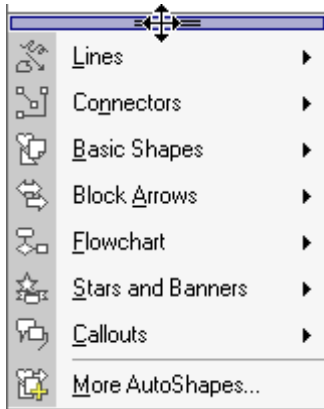 Lines
Connectors
Basic Shapes
Block Arrows
Flowchart
Stars and Banners
Callouts
More AutoShapes...